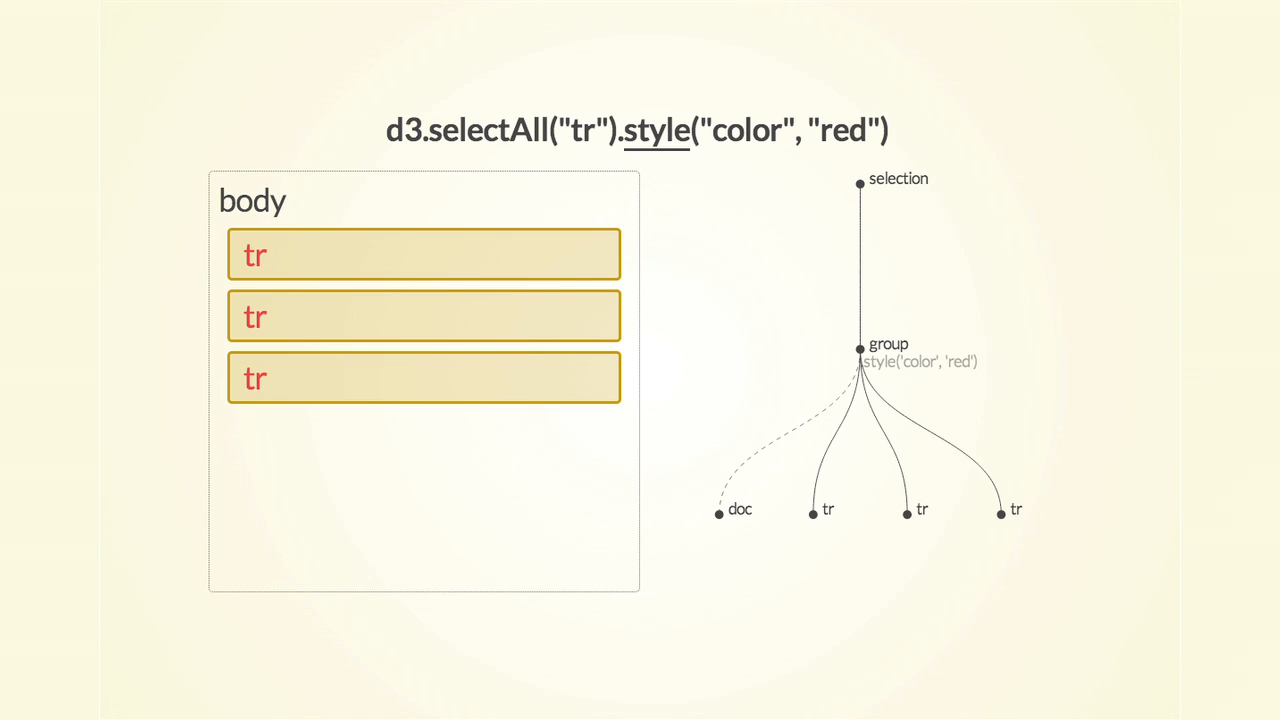 d3.selectAll("tr").style("color", "red")
body
tr
tr
tr
selection
group
.style('color', 'red')
doc
tr
tr
tr